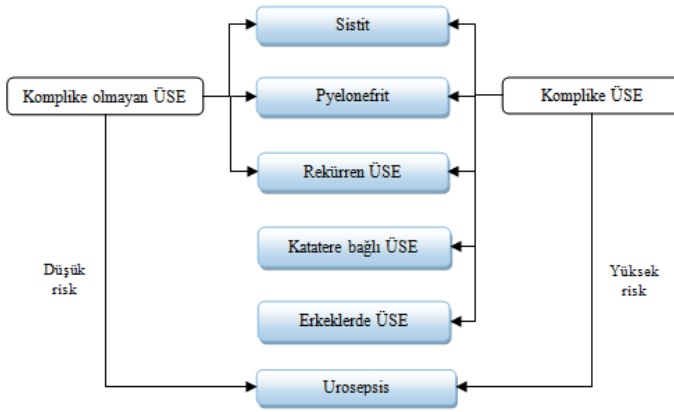 Sistit
Komplike olmayan ÜSE
Pyelonefrit
Komplike ÜSE
Rekürren ÜSE
Katatere bağlı ÜSE
Düşük
risk
Yüksek
risk
Erkeklerde ÜSE
Urosepsis